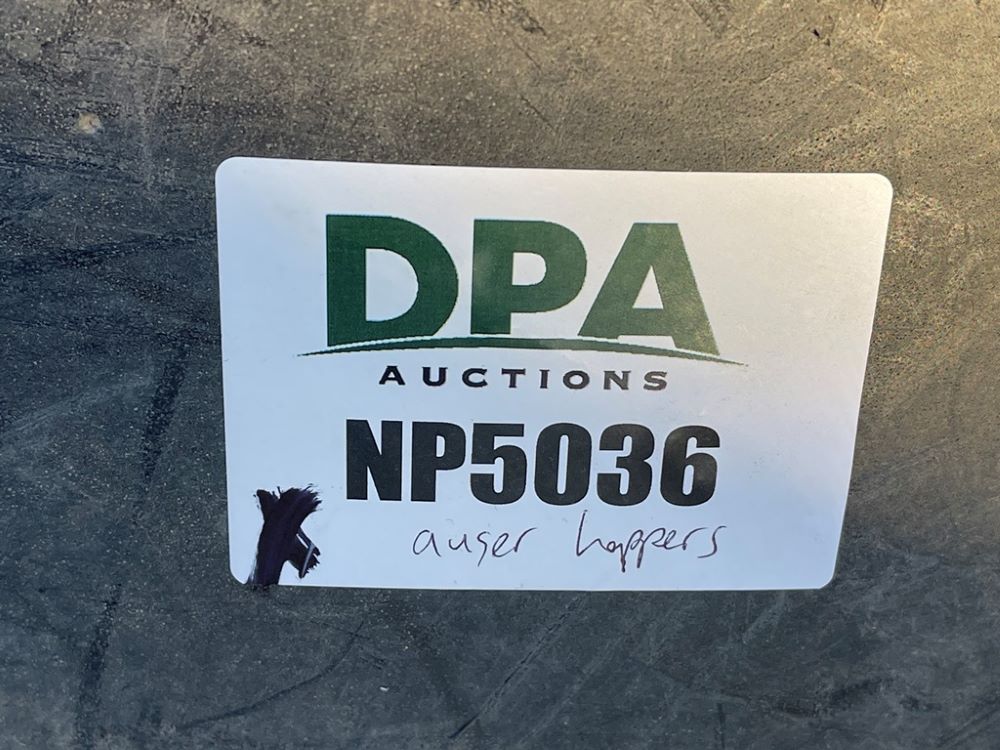 DPA
AUCTIONS
NP5036
auger hoppers